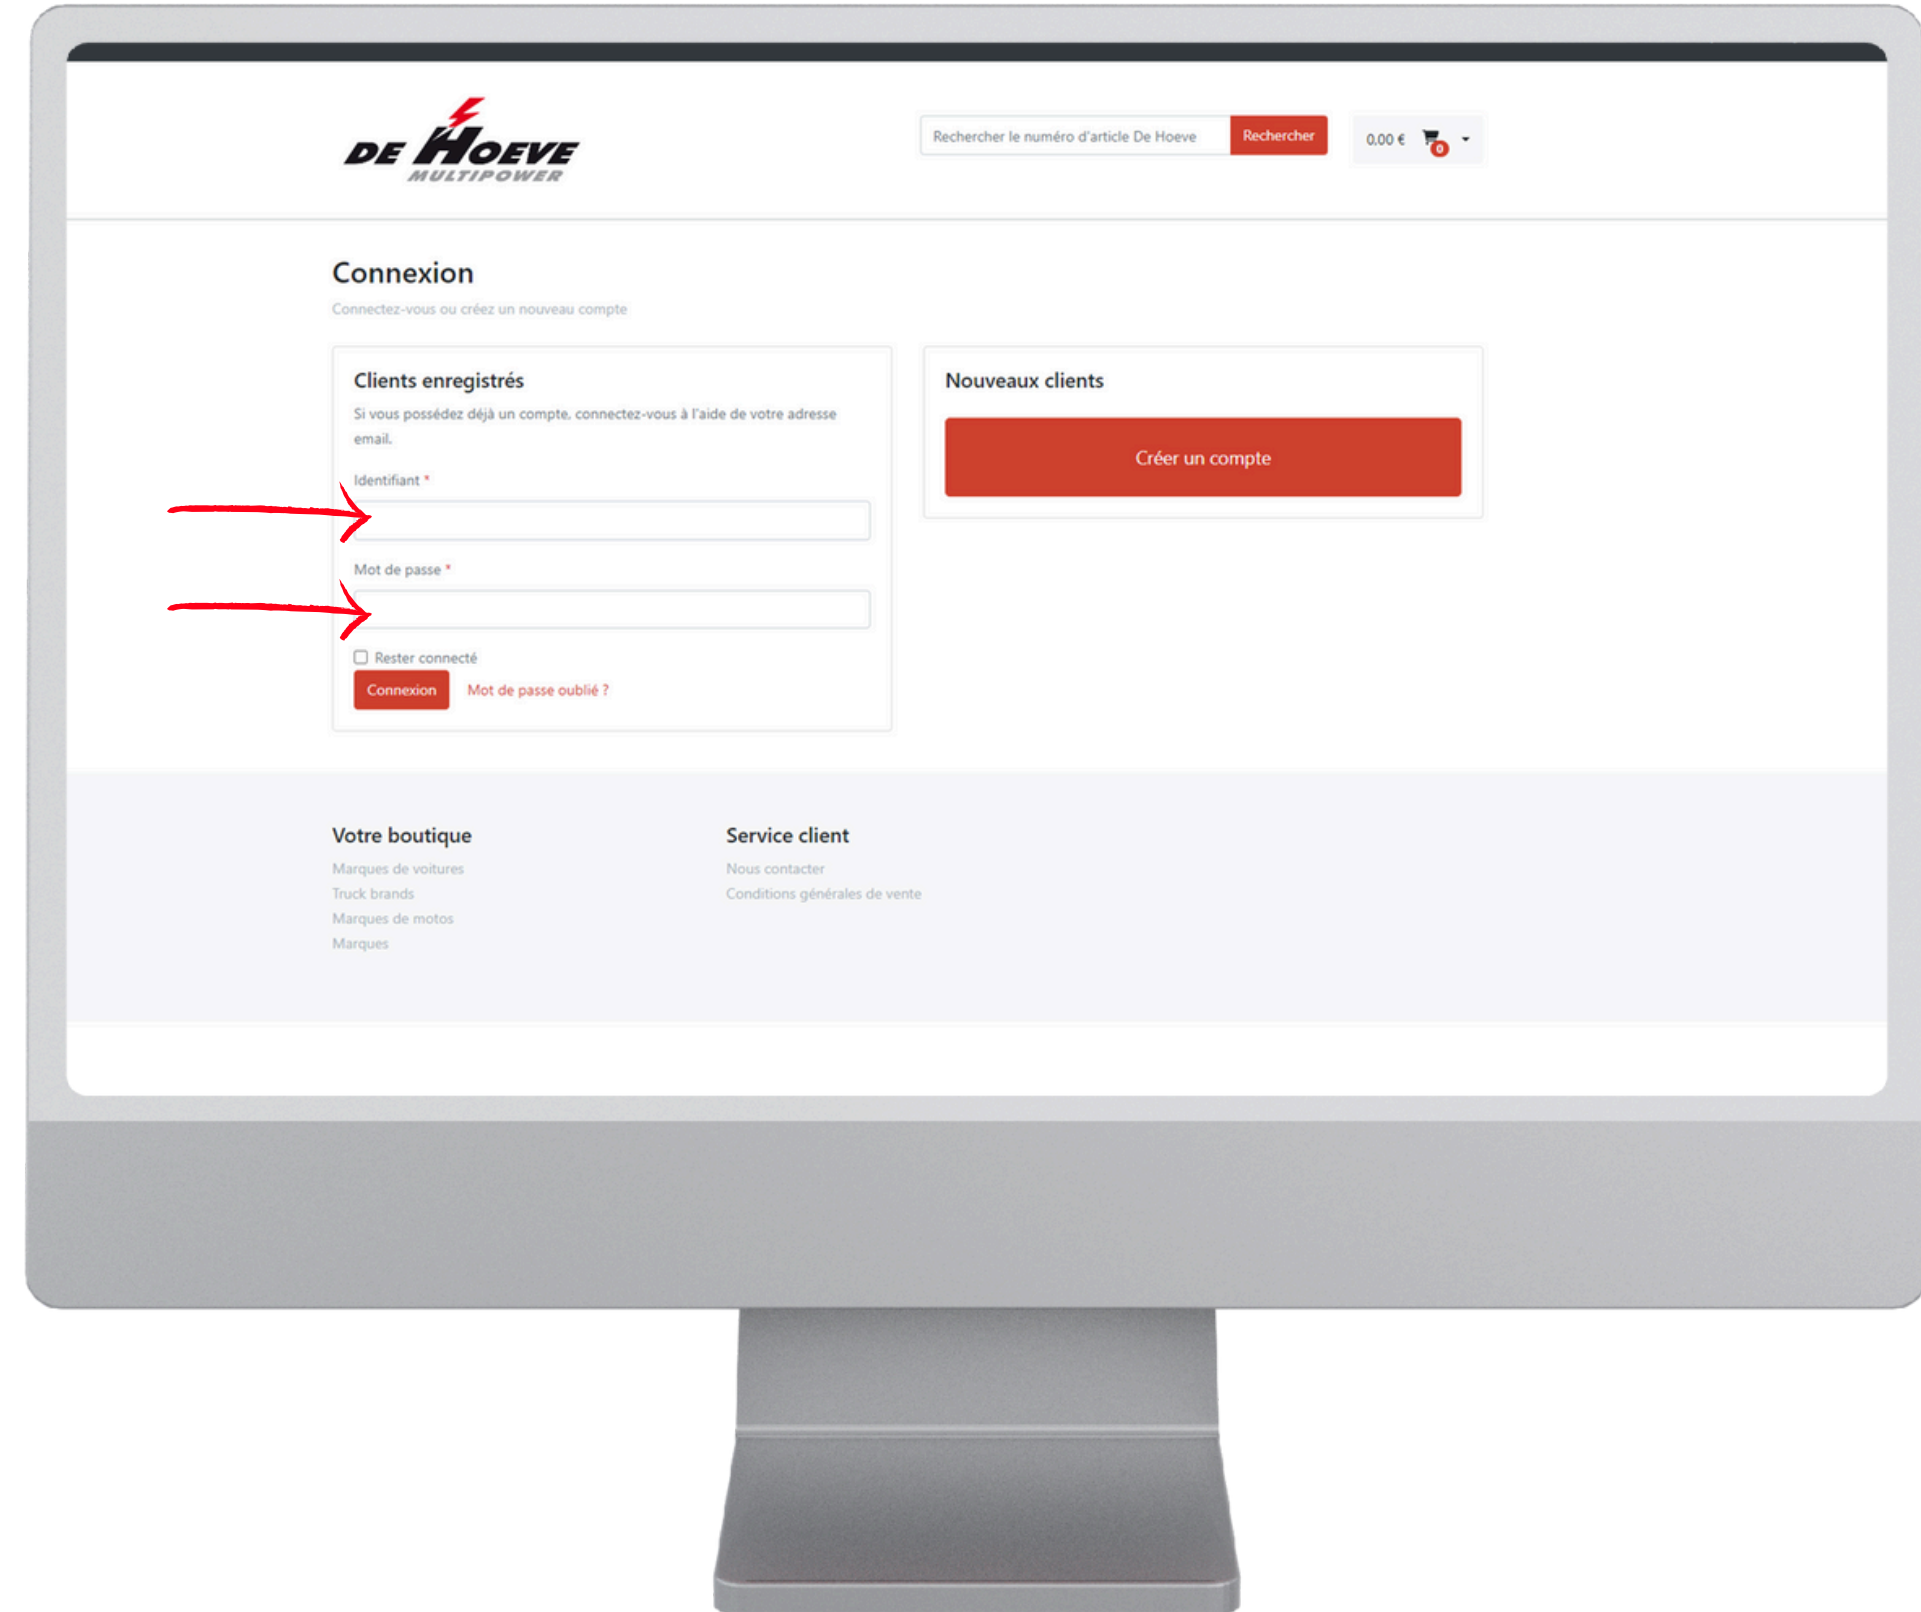 DE HOEVE
MULTIPOWER
Rechercher le numéro d'article De Hoeve
Rechercher
0.00 €
0
Connexion
Connectez-vous ou créez un nouveau compte
Clients enregistrés
Si vous possédez déjà un compte, connectez-vous à l'aide de votre adresse
email.
Identifiant *
Mot de passe *
Rester connecté
Connexion
Mot de passe oublié ?
Nouveaux clients
Créer un compte
Votre boutique
Marques de voitures
Truck brands
Marques de motos
Marques
Service client
Nous contacter
Conditions générales de vente